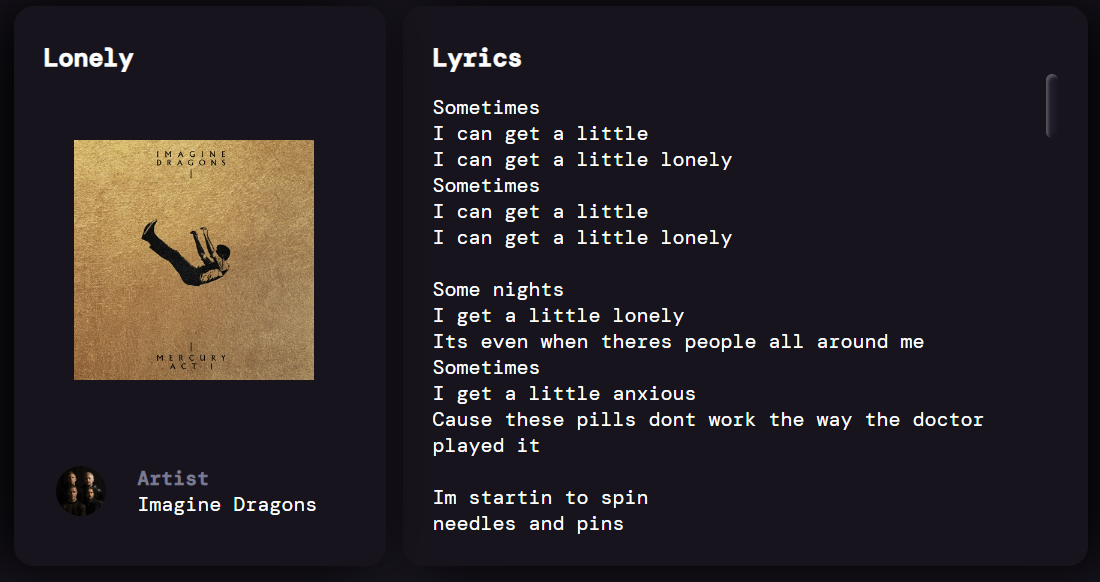 Lonely
IMAGINE
DRAGONS
MERCURY
ACT I
Artist
Imagine Dragons
Lyrics
Sometimes
I can get a little
I can get a little lonely
Sometimes
I can get a little
I can get a little lonely
Some nights
I get a little lonely
Its even when theres people all around me
Sometimes
I get a little anxious
Cause these pills dont work the way the doctor
played it
Im startin to spin
needles and pins